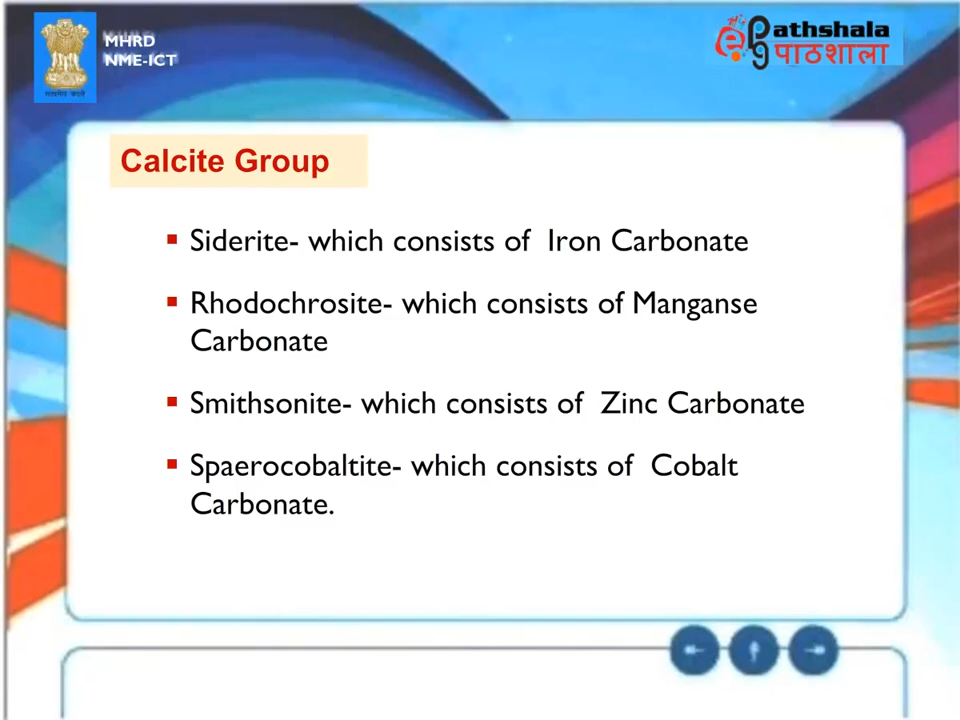 MHRD
NME-ICT
e
pg
athshala
पाठशाला
Calcite Group
Siderite- which consists of Iron Carbonate
Rhodochrosite- which consists of Manganse
Carbonate
Smithsonite- which consists of Zinc Carbonate
Spaerocobaltite- which consists of Cobalt
Carbonate.